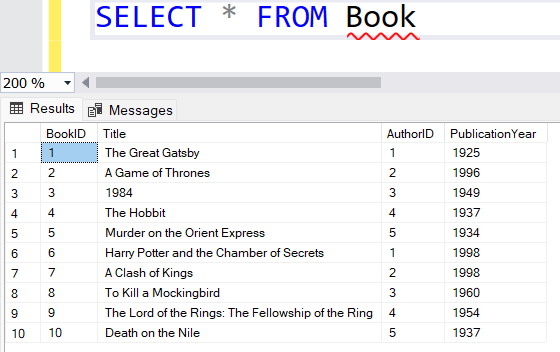 SELECT * FROM Book
200 %
Results Messages
BookID Title AuthorID PublicationYear
1 1 The Great Gatsby 1 1925
2 2 A Game of Thrones 2 1996
3 3 1984 3 1949
4 4 The Hobbit 4 1937
5 5 Murder on the Orient Express 5 1934
6 6 Harry Potter and the Chamber of Secrets 1 1998
7 7 A Clash of Kings 2 1998
8 8 To Kill a Mockingbird 3 1960
9 9 The Lord of the Rings: The Fellowship of the Ring 4 1954
10 10 Death on the Nile 5 1937